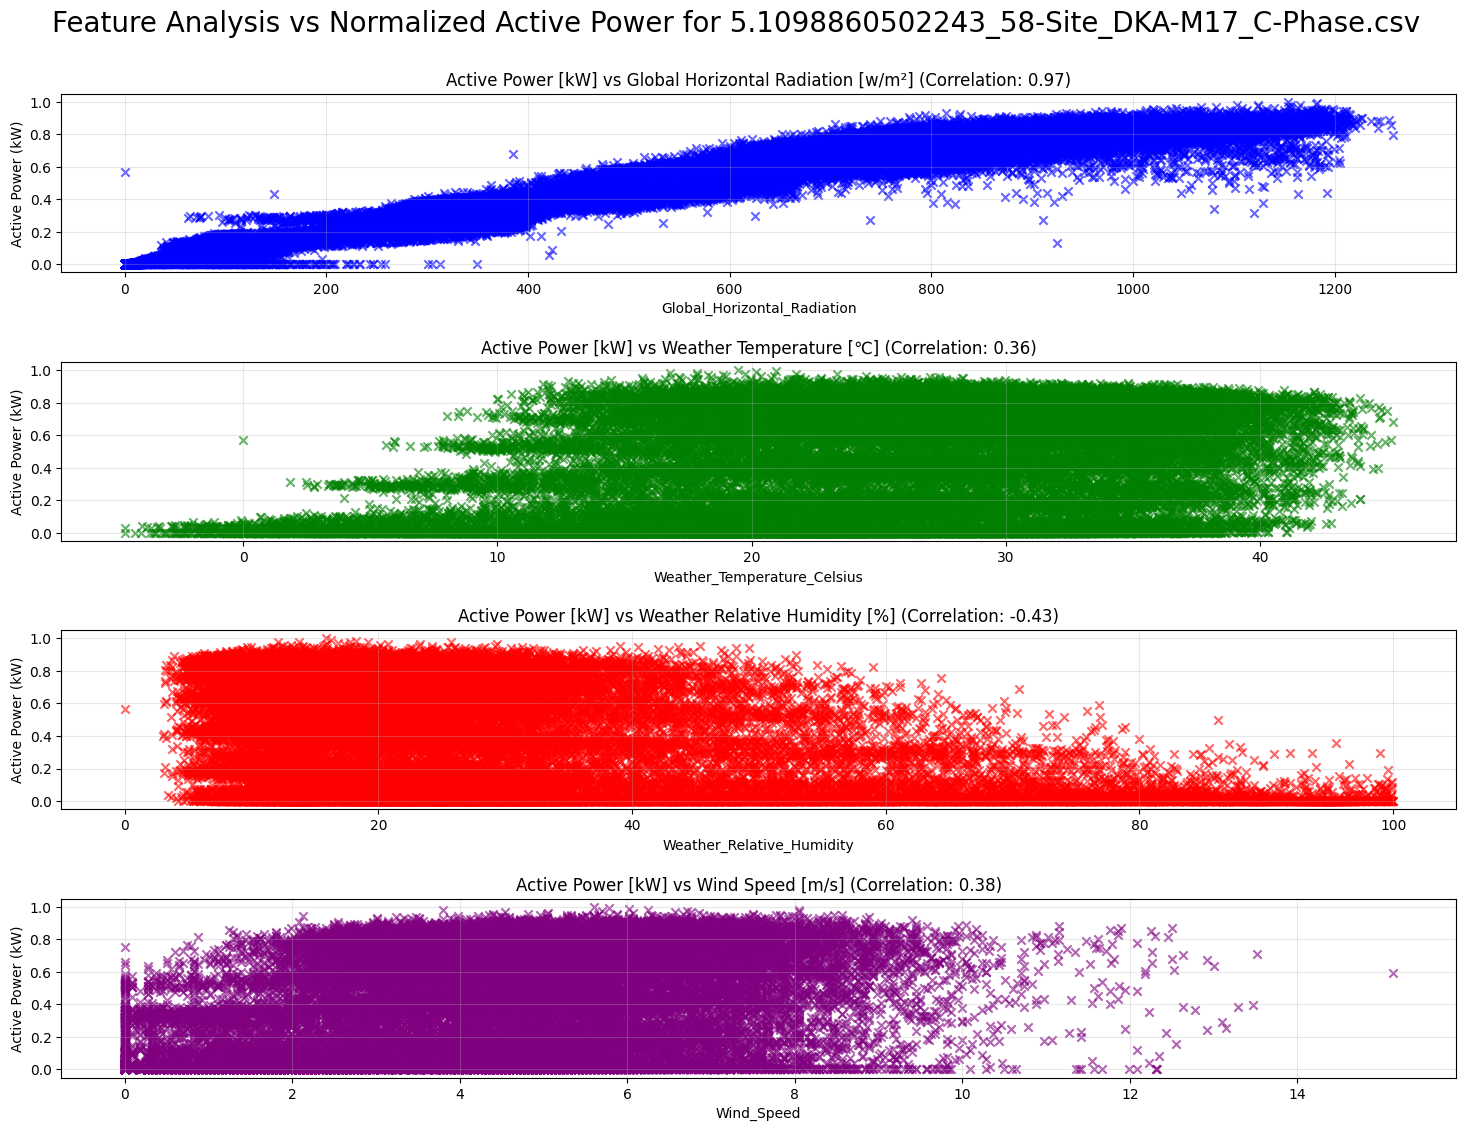 Feature Analysis vs Normalized Active Power for 5.1098860502243_58-Site_DKA-M17_C-Phase.csv
Active Power [kW] vs Global Horizontal Radiation [w/m²] (Correlation: 0.97)
Active Power (kW)
1.0
0.8
0.6
0.4
0.2
0.0
0 200 400 600 800 1000 1200
Global_Horizontal_Radiation
Active Power [kW] vs Weather Temperature [℃] (Correlation: 0.36)
Active Power (kW)
1.0
0.8
0.6
0.4
0.2
0.0
0 10 20 30 40
Weather_Temperature_Celsius
Active Power [kW] vs Weather Relative Humidity [%] (Correlation: -0.43)
Active Power (kW)
1.0
0.8
0.6
0.4
0.2
0.0
0 20 40 60 80 100
Weather_Relative_Humidity
Active Power [kW] vs Wind Speed [m/s] (Correlation: 0.38)
Active Power (kW)
1.0
0.8
0.6
0.4
0.2
0.0
0 2 4 6 8 10 12 14
Wind_Speed